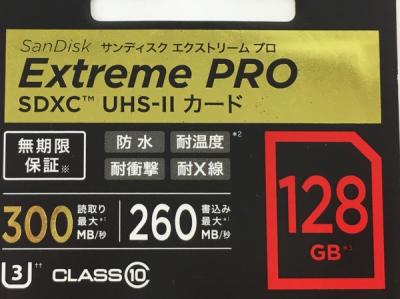 SanDisk サンディスク エクストリーム プロ
Extreme PRO
SDXC™ UHS-II カード
無期限
保証※
防水
耐温度*2
耐衝撃
耐X線
300 読取り 最大*1 MB/秒
260 書込み 最大*1 MB/秒
128
GB*3
U3†† CLASS10